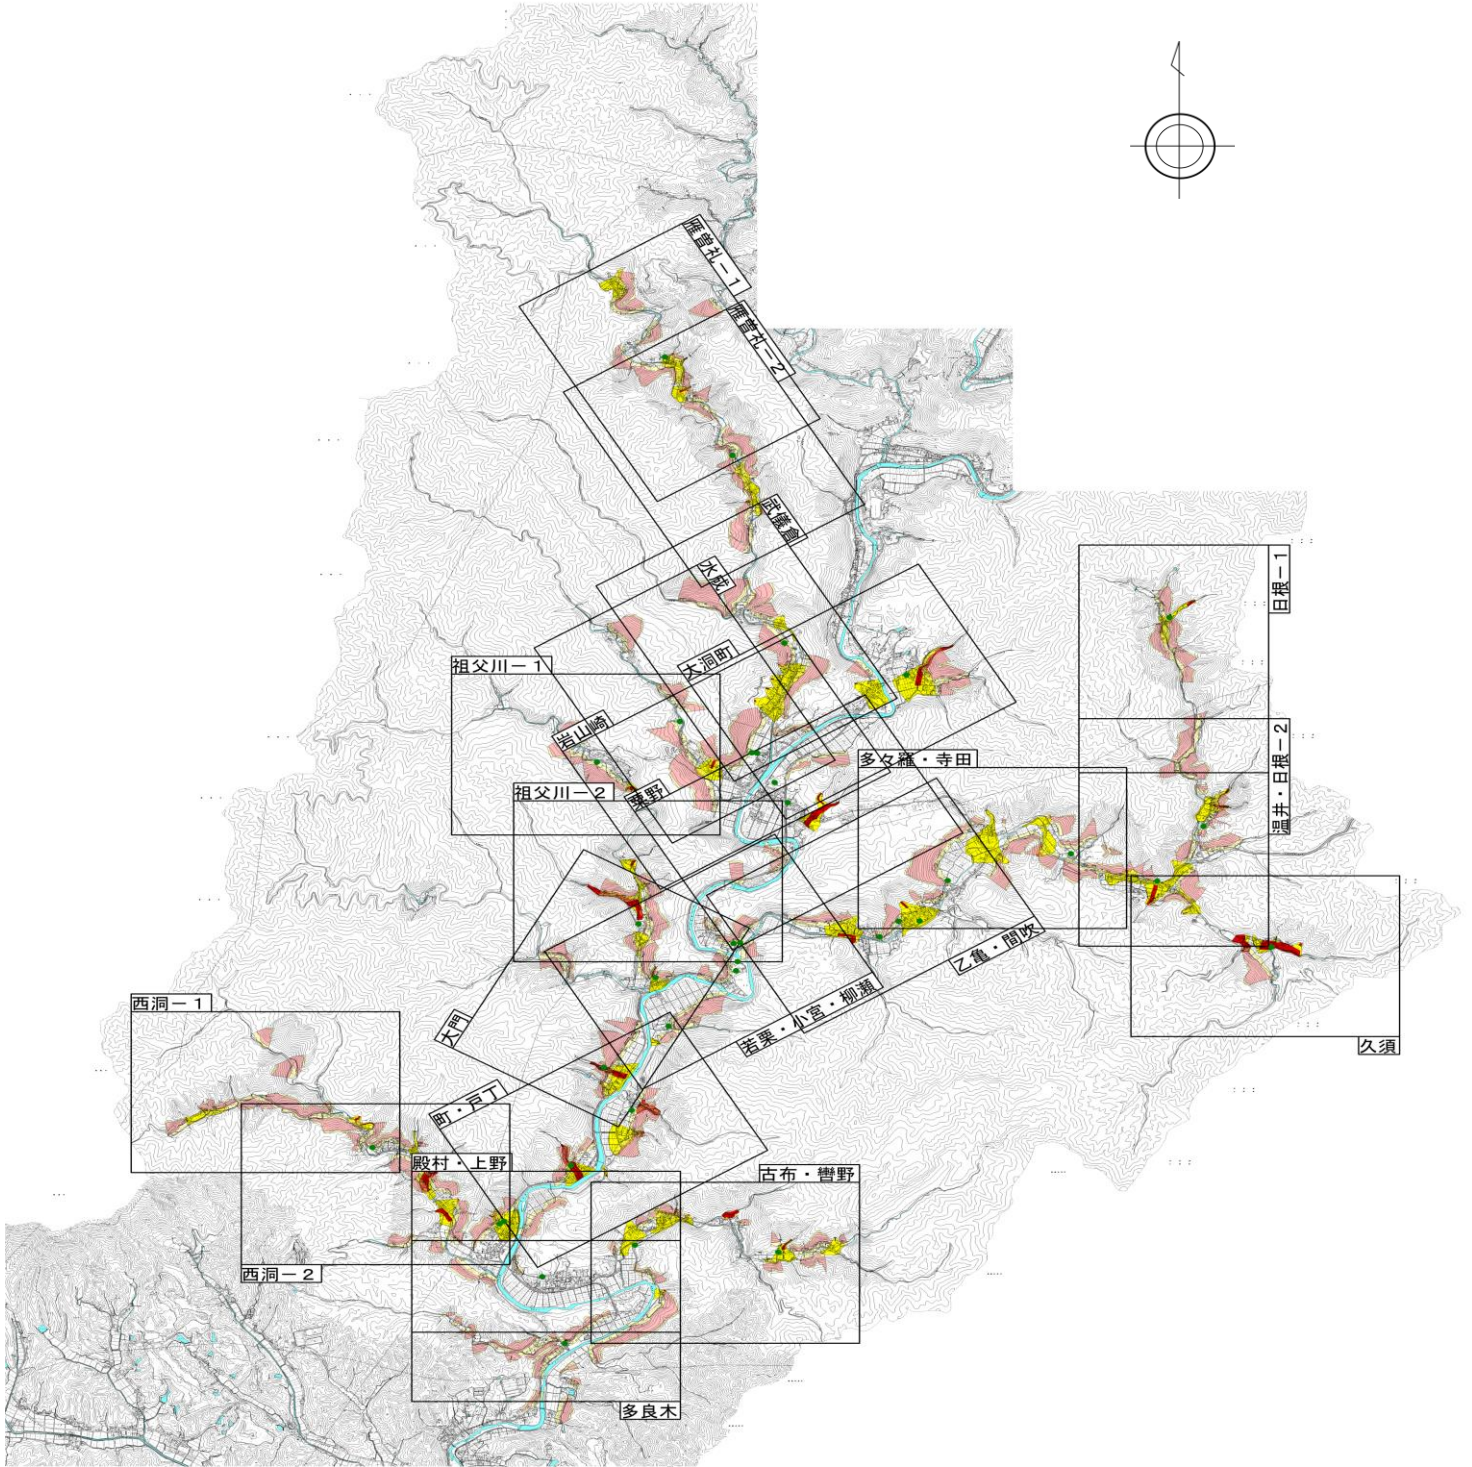 雁曽礼－1
雁曽礼－2
武儀倉
水成
大洞町
祖父川－1
岩山崎
祖父川－2
栗野
多々羅・寺田
日根－1
温井・日根－2
乙亀・間吹
若栗・小宮・柳瀬
久須
大門
西洞－1
町・戸丁
殿村・上野
古布・轡野
西洞－2
多良木